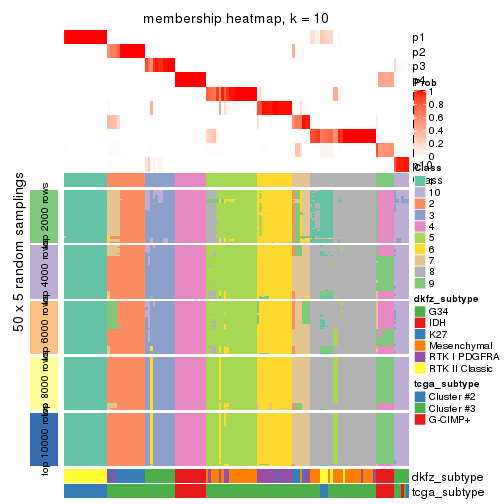 membership heatmap, k = 10
p1
p2
p3
p4
Prob
1
0.8
0.6
0.4
0.2
0
p10
Class
Class
1
10
2
3
4
5
6
7
8
9
dkfz_subtype
G34
IDH
K27
Mesenchymal
RTK I PDGFRA
RTK II Classic
tcga_subtype
Cluster #2
Cluster #3
G-CIMP+
50 x 5 random samplings
top 2000 rows
top 4000 rows
top 6000 rows
top 8000 rows
top 10000 rows
dkfz_subtype
tcga_subtype